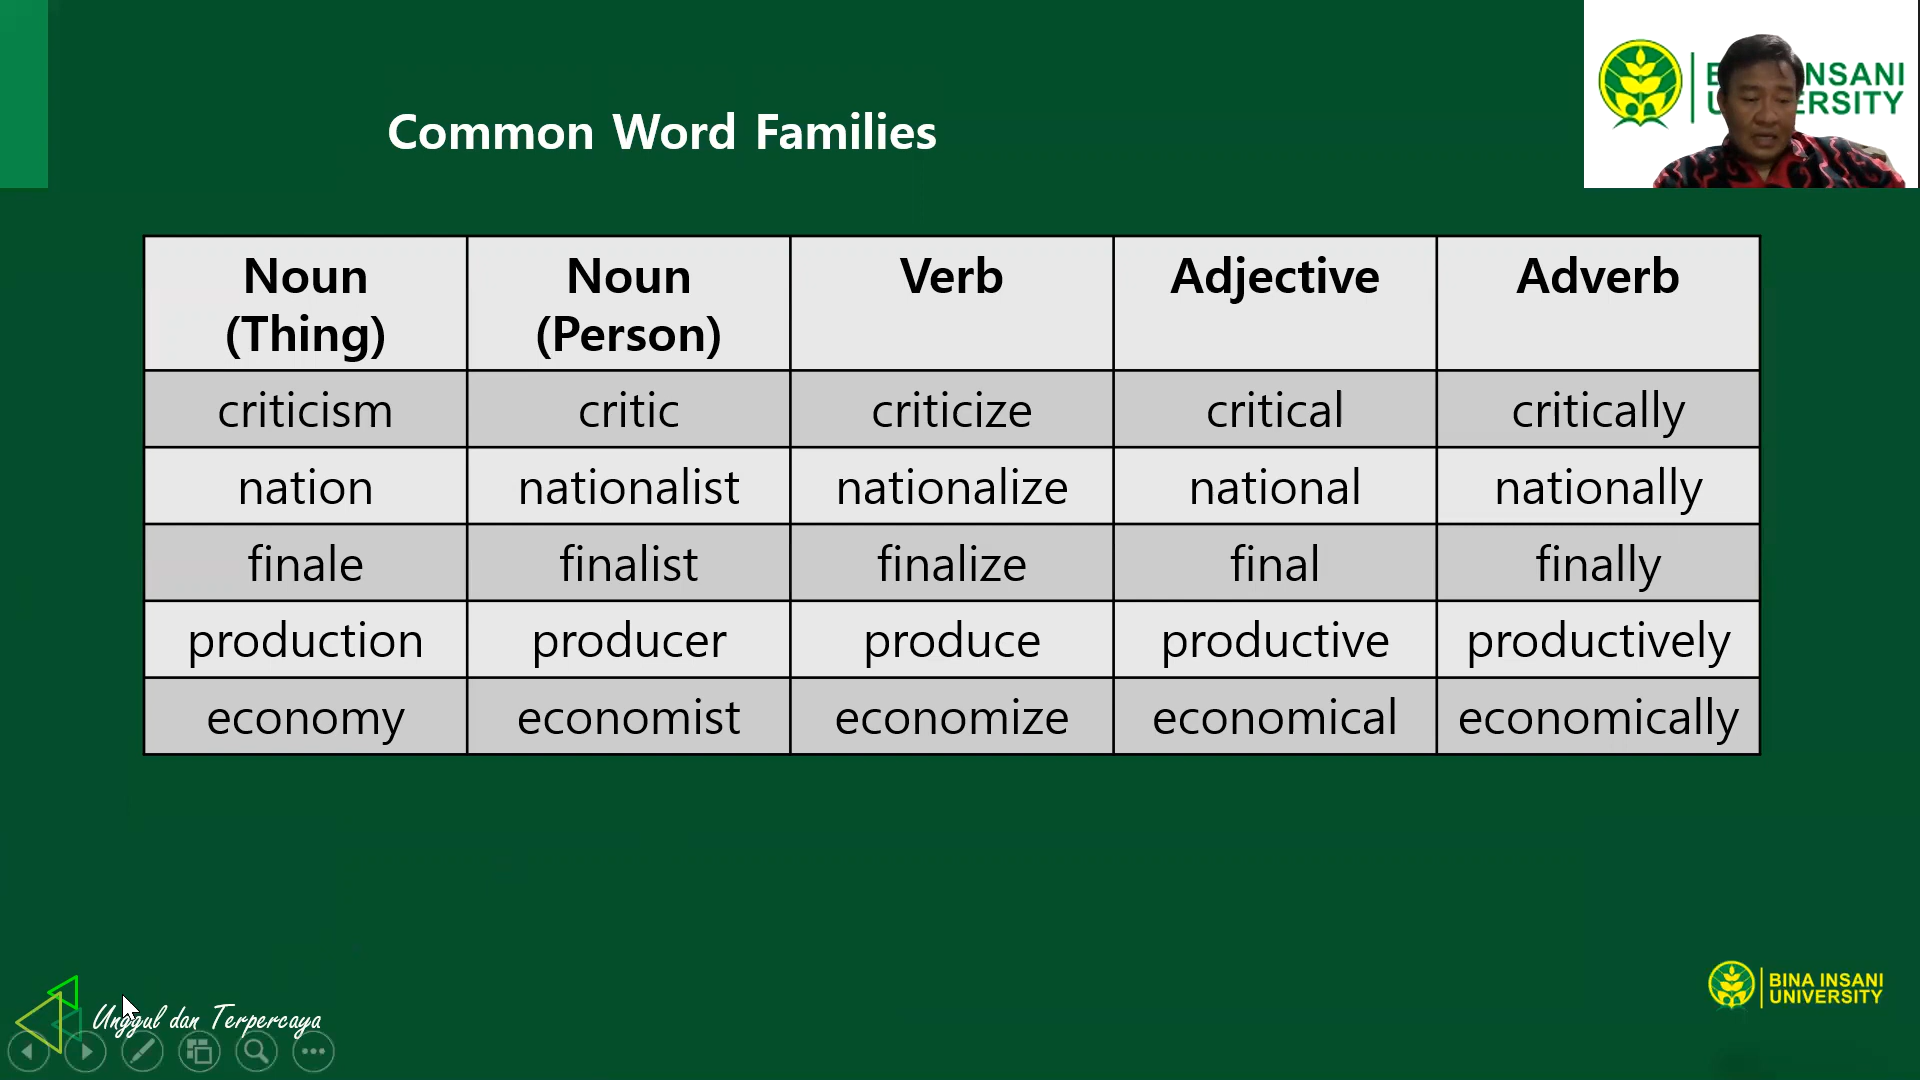 Common Word Families
NSANI
ERSITY
Noun (Thing) Noun (Person) Verb Adjective Adverb
criticism critic criticize critical critically
nation nationalist nationalize national nationally
finale finalist finalize final finally
production producer produce productive productively
economy economist economize economical economically
Unggul dan Terpercaya
BINA INSANI
UNIVERSITY